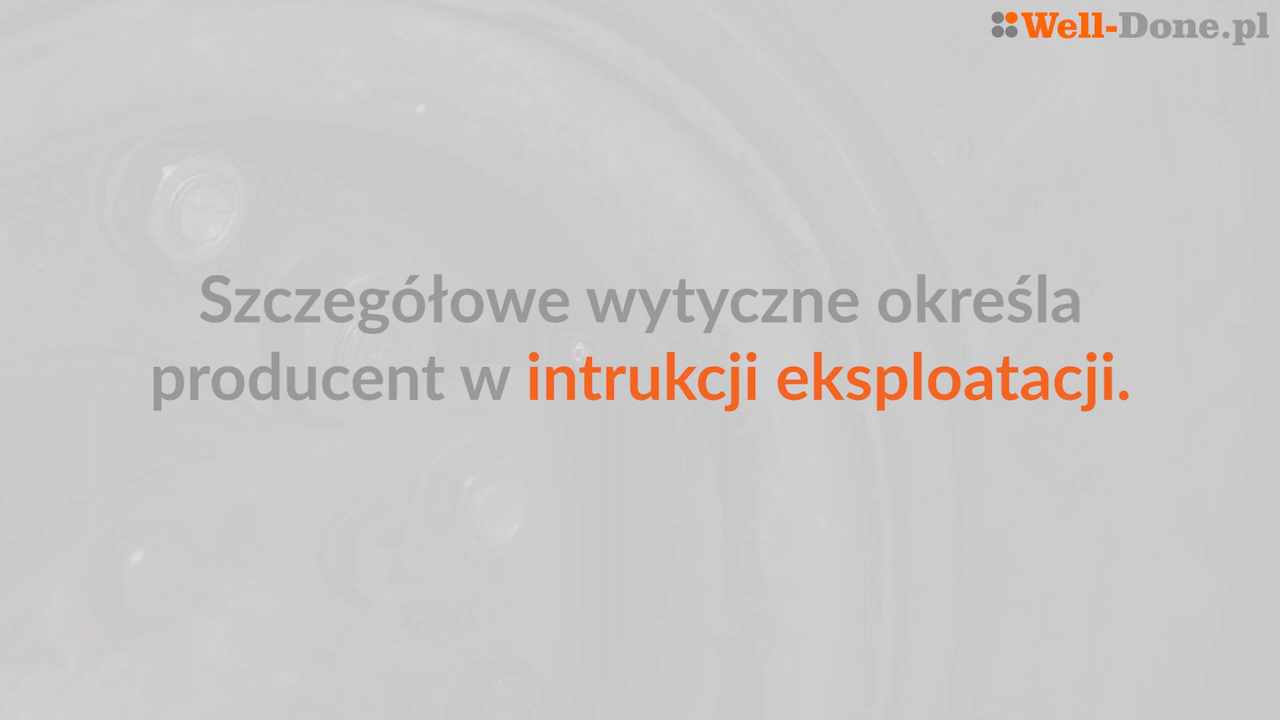 Well-Done.pl
Szczegółowe wytyczne określa
producent w intrukcji eksploatacji.